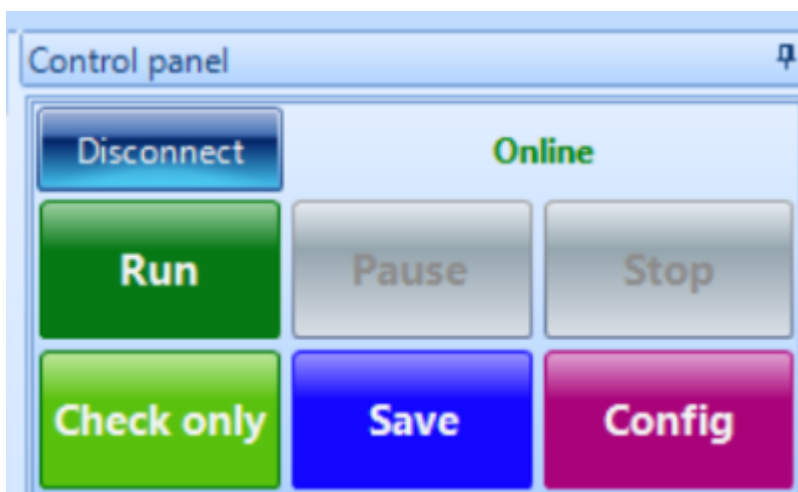 Control panel
Disconnect Online
Run Pause Stop
Check only Save Config